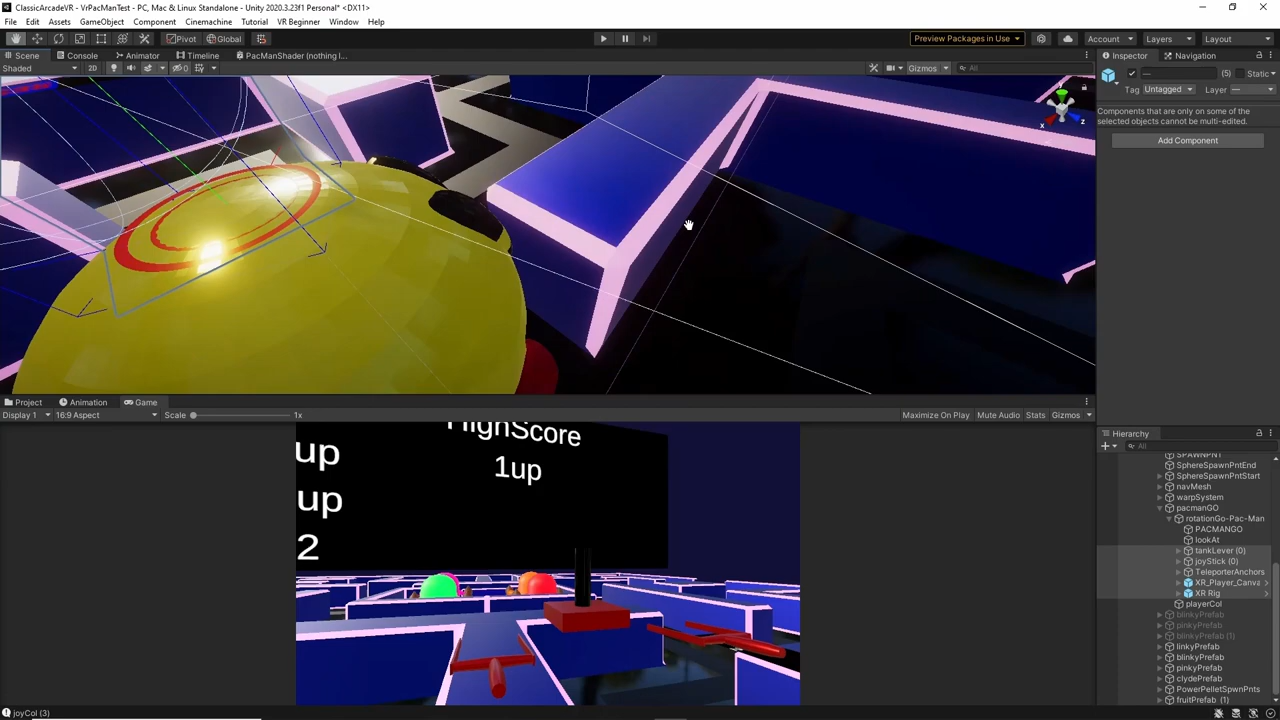 ClassicArcadeVR - VrPacManTest - PC, Mac & Linux Standalone - Unity 2020.3.23f1 Personal* <DX11>
File Edit Assets GameObject Component Cinemachine Tutorial VR Beginner Window Help
Pivot Global Preview Packages in Use Account Layers Layout
Scene Console Animator Timeline PacManShader (nothing l... Inspector Navigation
Shaded 2D 0 Gizmos All
— (5) Static
Tag Untagged Layer —
x z
Components that are only on some of the
selected objects cannot be multi-edited.
Add Component
Project Animation Game
Display 1 16:9 Aspect Scale 1x Maximize On Play Mute Audio Stats Gizmos
HighScore
1up
up
up
2
Hierarchy
All
SPAWNPNT
SphereSpawnPntEnd
SphereSpawnPntStart
navMesh
warpSystem
pacmanGO
rotationGo-Pac-Man
PACMANGO
lookAt
tankLever (0)
joyStick (0)
TeleporterAnchors
XR_Player_Canva
XR Rig
playerCol
blinkyPrefab
pinkyPrefab
blinkyPrefab (1)
linkyPrefab
blinkyPrefab
pinkyPrefab
clydePrefab
PowerPelletSpwnPnts
fruitPrefab (1)
joyCol (3)